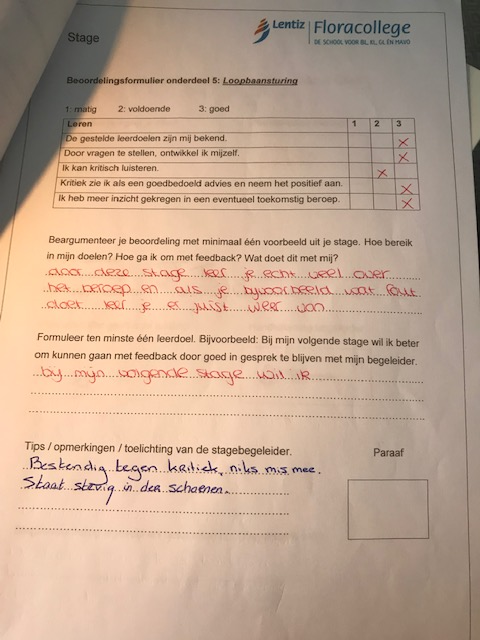 Stage
Lentiz | Floracollege
DE SCHOOL VOOR BL, KL, GL EN MAVO
Beoordelingsformulier onderdeel 5: Loopbaansturing
1: matig 2: voldoende 3: goed
Leren 1 2 3
De gestelde leerdoelen zijn mij bekend. X
Door vragen te stellen, ontwikkel ik mijzelf. X
Ik kan kritisch luisteren. X
Kritiek zie ik als een goedbedoeld advies en neem het positief aan. X
Ik heb meer inzicht gekregen in een eventueel toekomstig beroep. X
Beargumenteer je beoordeling met minimaal één voorbeeld uit je stage. Hoe bereik
in mijn doelen? Hoe ga ik om met feedback? Wat doet dit met mij?
door deze stage leer je echt veel over
het beroep en als je bijvoorbeeld wat fout
doet leer je er juist weer van
Formuleer ten minste één leerdoel. Bijvoorbeeld: Bij mijn volgende stage wil ik beter
om kunnen gaan met feedback door goed in gesprek te blijven met mijn begeleider.
bij mijn volgende stage wil ik
Tips / opmerkingen / toelichting van de stagebegeleider. Paraaf
Bestendig tegen kritiek, niks mis mee.
Staat stevig in der schoenen.